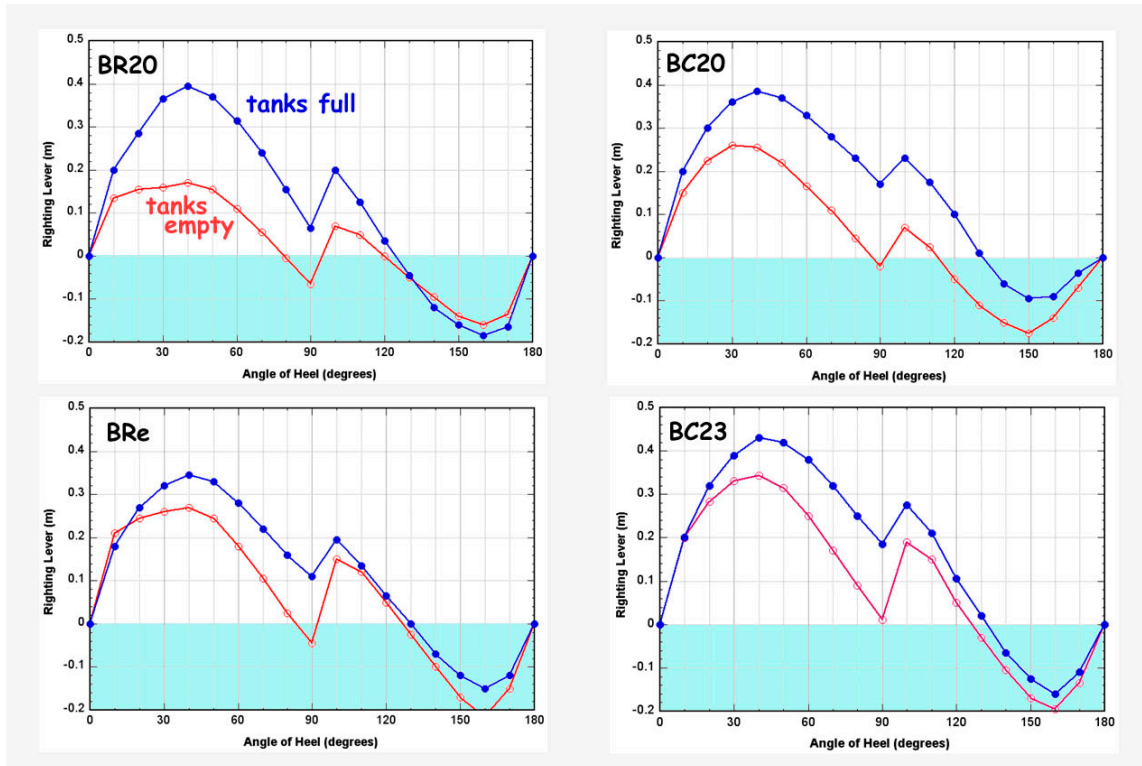 BR20
tanks full
tanks
empty
0.5
0.4
0.3
0.2
0.1
0
-0.1
-0.2
Righting Lever (m)
0 30 60 90 120 150 180
Angle of Heel (degrees)
BC20
0.5
0.4
0.3
0.2
0.1
0
-0.1
-0.2
Righting Lever (m)
0 30 60 90 120 150 180
Angle of Heel (degrees)
BRe
0.5
0.4
0.3
0.2
0.1
0
-0.1
-0.2
Righting Lever (m)
0 30 60 90 120 150 180
Angle of Heel (degrees)
BC23
0.5
0.4
0.3
0.2
0.1
0
-0.1
-0.2
Righting Lever (m)
0 30 60 90 120 150 180
Angle of Heel (degrees)